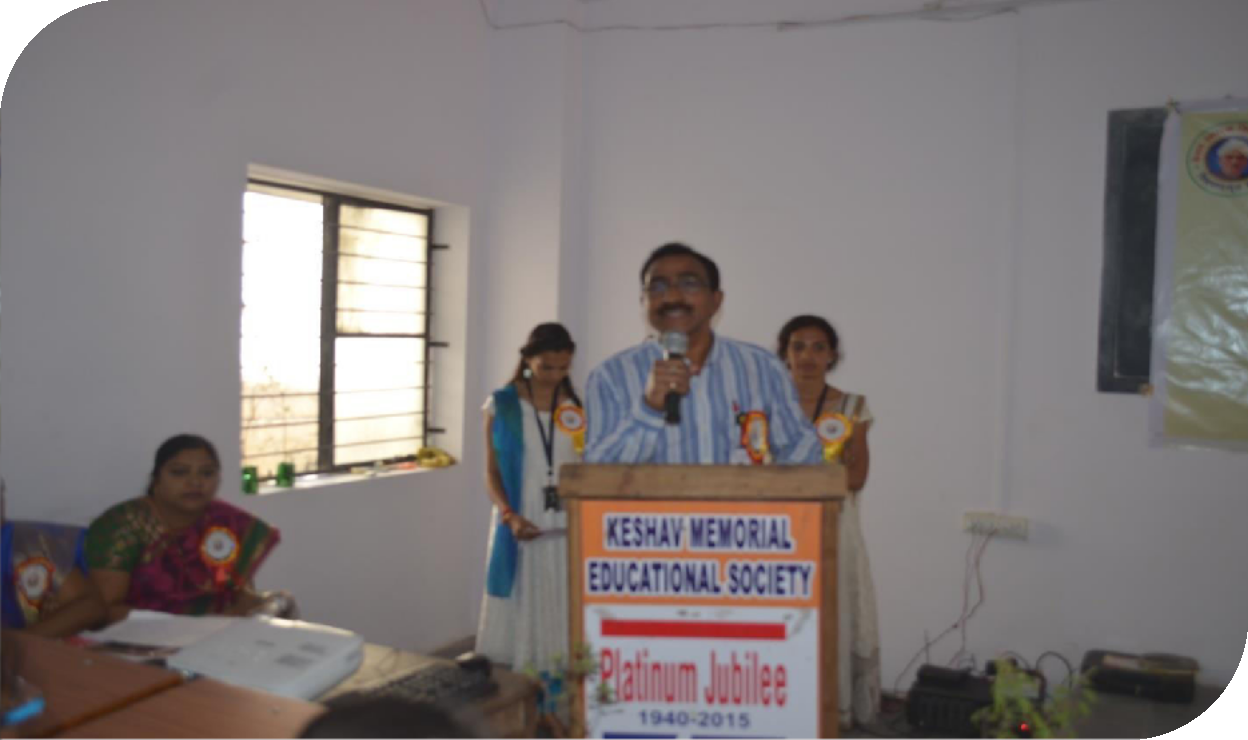 KESHAV MEMORIAL
EDUCATIONAL SOCIETY
Platinum Jubilee
1940-2015